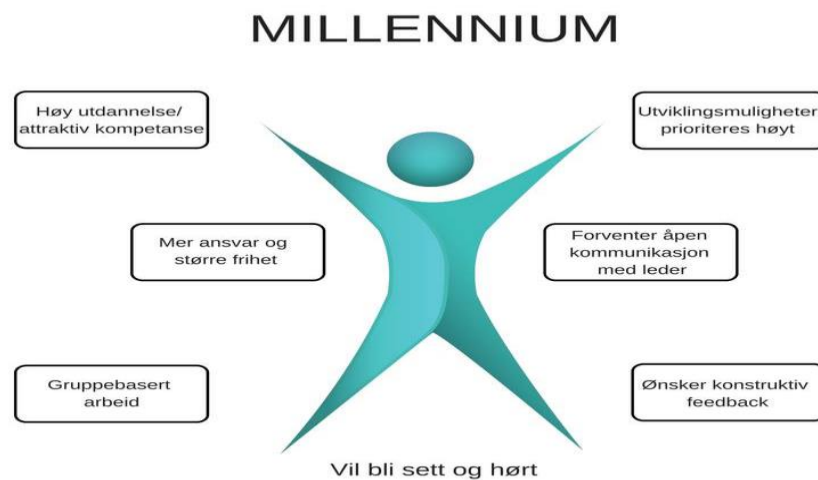 MILLENNIUM
Høy utdannelse/
attraktiv kompetanse
Utviklingsmuligheter
prioriteres høyt
Mer ansvar og
større frihet
Forventer åpen
kommunikasjon
med leder
Gruppebasert
arbeid
Ønsker konstruktiv
feedback
Vil bli sett og hørt